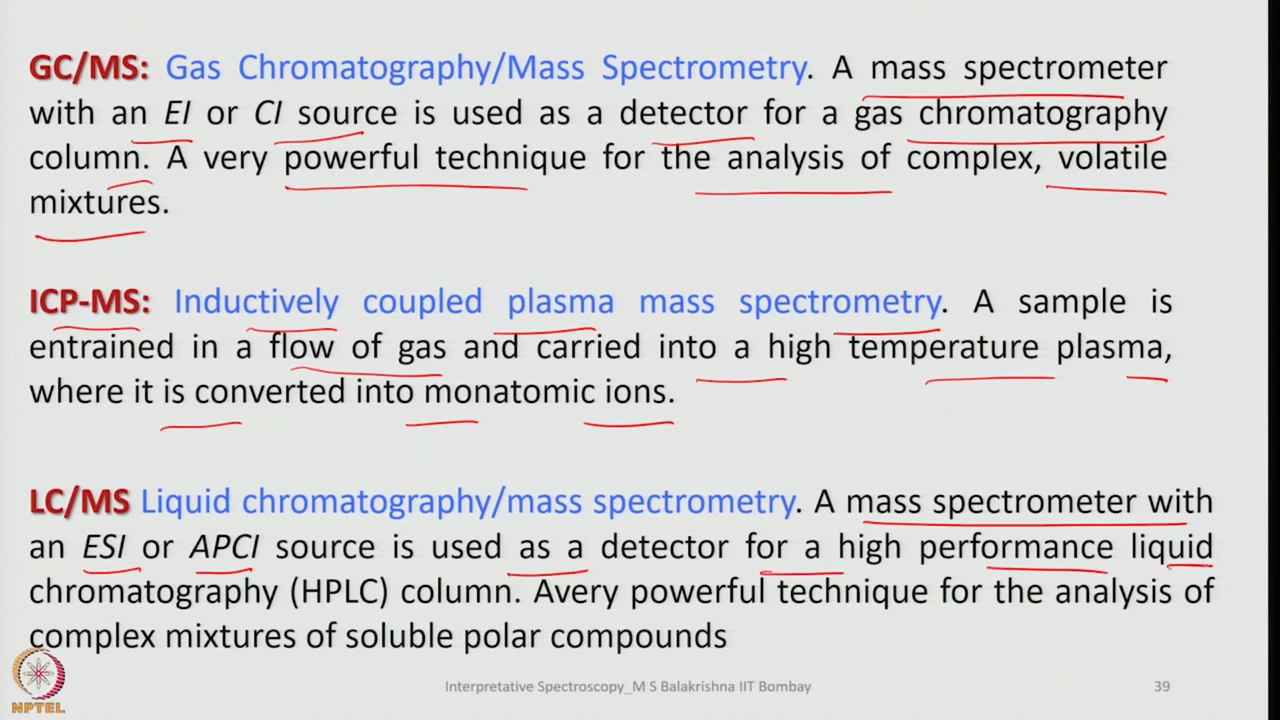 GC/MS: Gas Chromatography/Mass Spectrometry. A mass spectrometer
with an EI or CI source is used as a detector for a gas chromatography
column. A very powerful technique for the analysis of complex, volatile
mixtures.
ICP-MS: Inductively coupled plasma mass spectrometry. A sample is
entrained in a flow of gas and carried into a high temperature plasma,
where it is converted into monatomic ions.
LC/MS Liquid chromatography/mass spectrometry. A mass spectrometer with
an ESI or APCI source is used as a detector for a high performance liquid
chromatography (HPLC) column. Avery powerful technique for the analysis of
complex mixtures of soluble polar compounds
NPTEL
Interpretative Spectroscopy_M S Balakrishna IIT Bombay
39